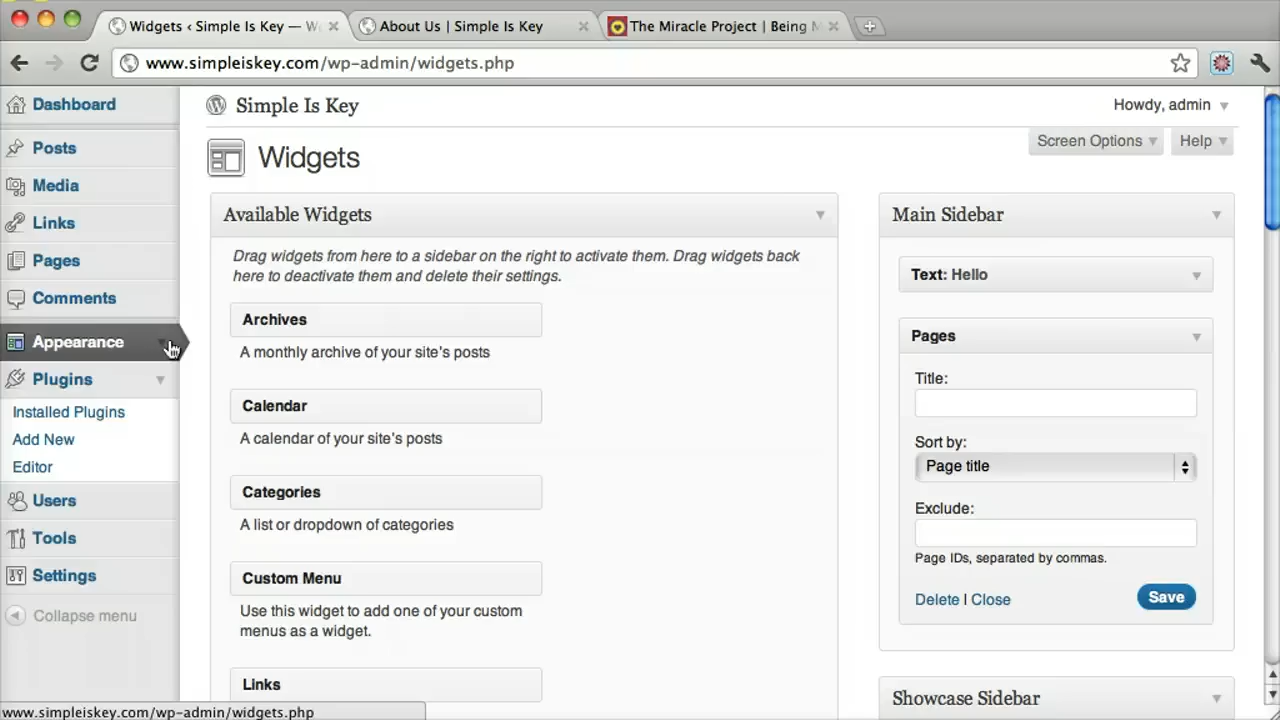 Widgets ‹ Simple Is Key — W
About Us | Simple Is Key
The Miracle Project | Being M
www.simpleiskey.com/wp-admin/widgets.php
Dashboard
Posts
Media
Links
Pages
Comments
Appearance
Plugins
Installed Plugins
Add New
Editor
Users
Tools
Settings
Collapse menu
Simple Is Key
Howdy, admin
Screen Options
Help
Widgets
Available Widgets
Drag widgets from here to a sidebar on the right to activate them. Drag widgets back
here to deactivate them and delete their settings.
Archives
A monthly archive of your site's posts
Calendar
A calendar of your site's posts
Categories
A list or dropdown of categories
Custom Menu
Use this widget to add one of your custom
menus as a widget.
Links
Main Sidebar
Text: Hello
Pages
Title:
Sort by:
Page title
Exclude:
Page IDs, separated by commas.
Delete | Close
Save
Showcase Sidebar
www.simpleiskey.com/wp-admin/widgets.php